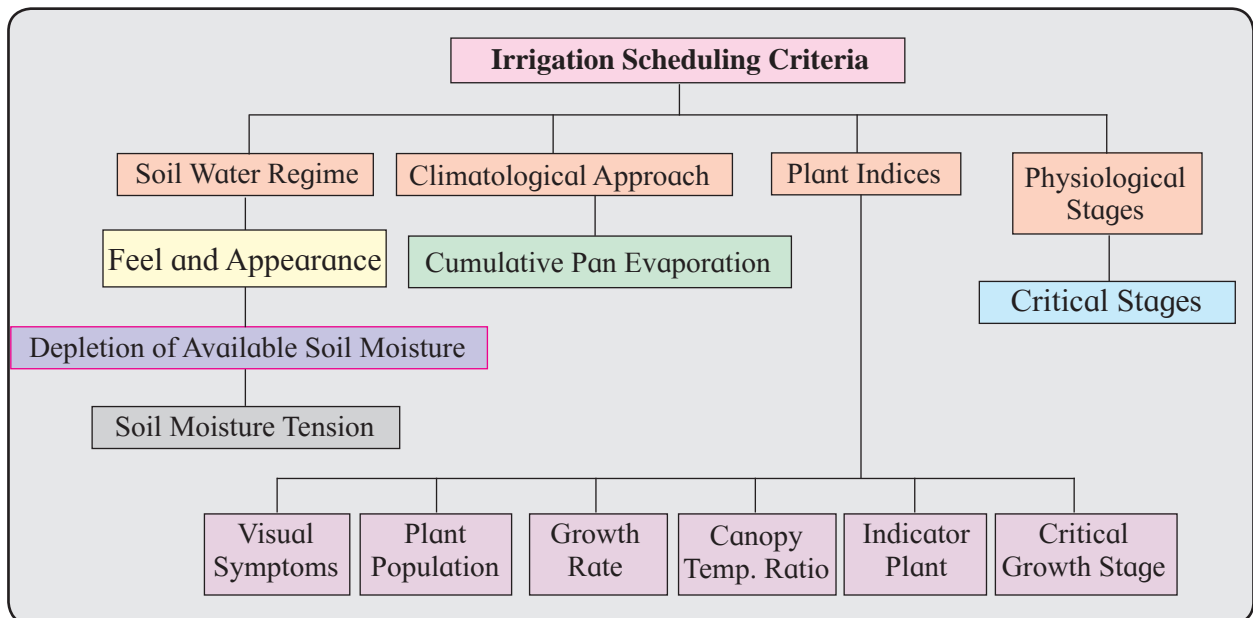 Irrigation Scheduling Criteria
Soil Water Regime
Climatological Approach
Plant Indices
Physiological
Stages
Feel and Appearance
Cumulative Pan Evaporation
Critical Stages
Depletion of Available Soil Moisture
Soil Moisture Tension
Visual
Symptoms
Plant
Population
Growth
Rate
Canopy
Temp. Ratio
Indicator
Plant
Critical
Growth Stage